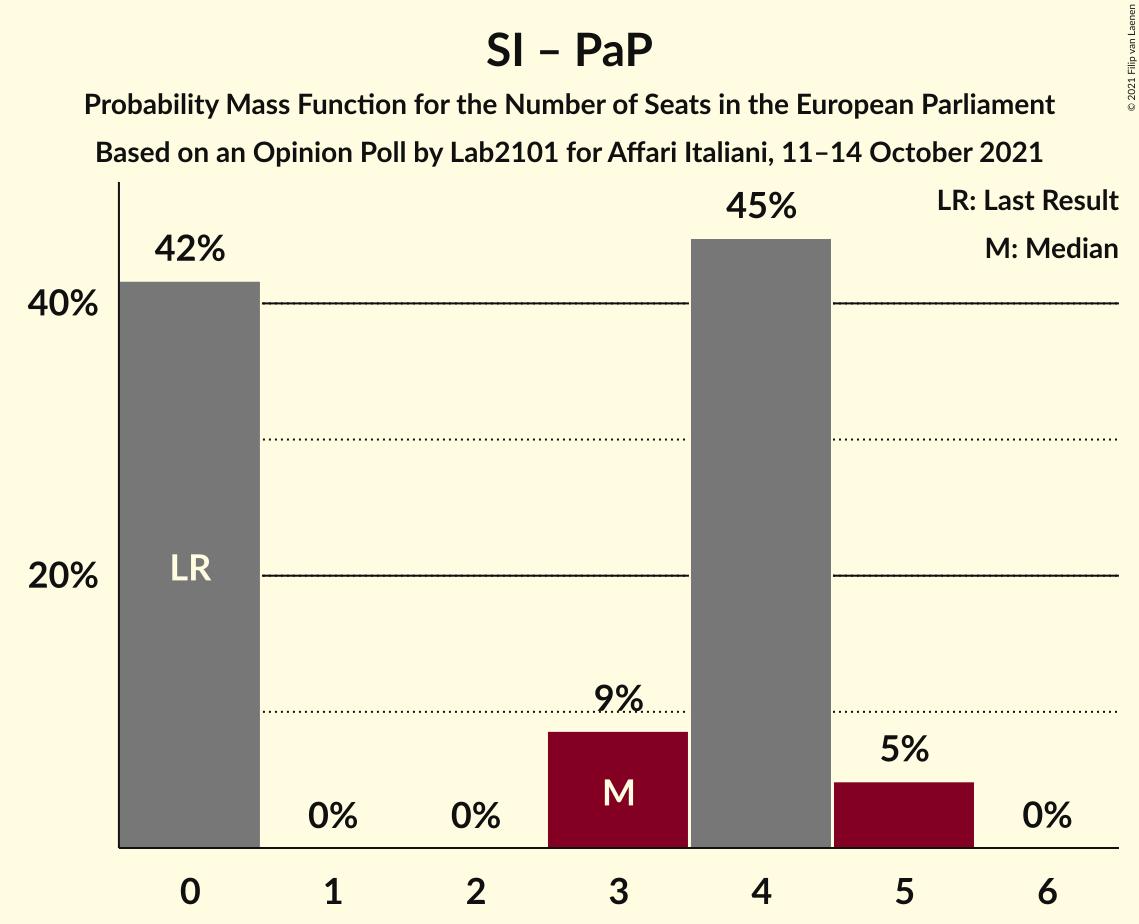 SI – PaP
Probability Mass Function for the Number of Seats in the European Parliament
Based on an Opinion Poll by Lab2101 for Affari Italiani, 11–14 October 2021
© 2021 Filip van Laenen
LR: Last Result
M: Median
42%
45%
40%
LR
20%
9%
M
5%
0%
0%
0%
0
1
2
3
4
5
6